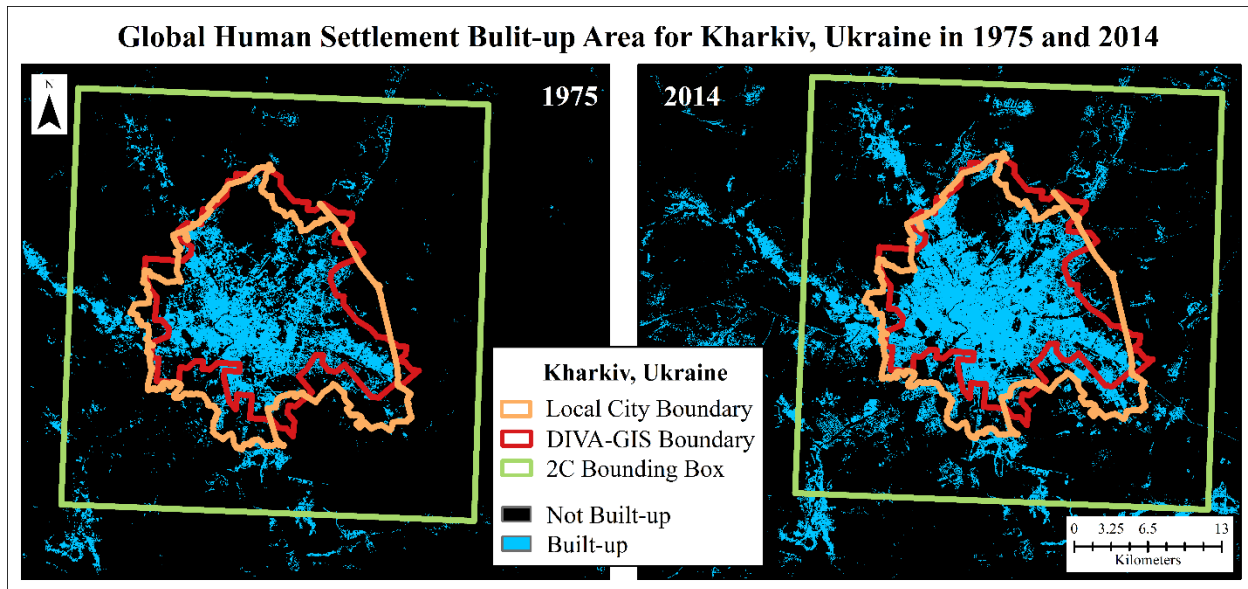 Global Human Settlement Bulit-up Area for Kharkiv, Ukraine in 1975 and 2014
N
1975
2014
Kharkiv, Ukraine
Local City Boundary
DIVA-GIS Boundary
2C Bounding Box
Not Built-up
Built-up
0 3.25 6.5 13
Kilometers